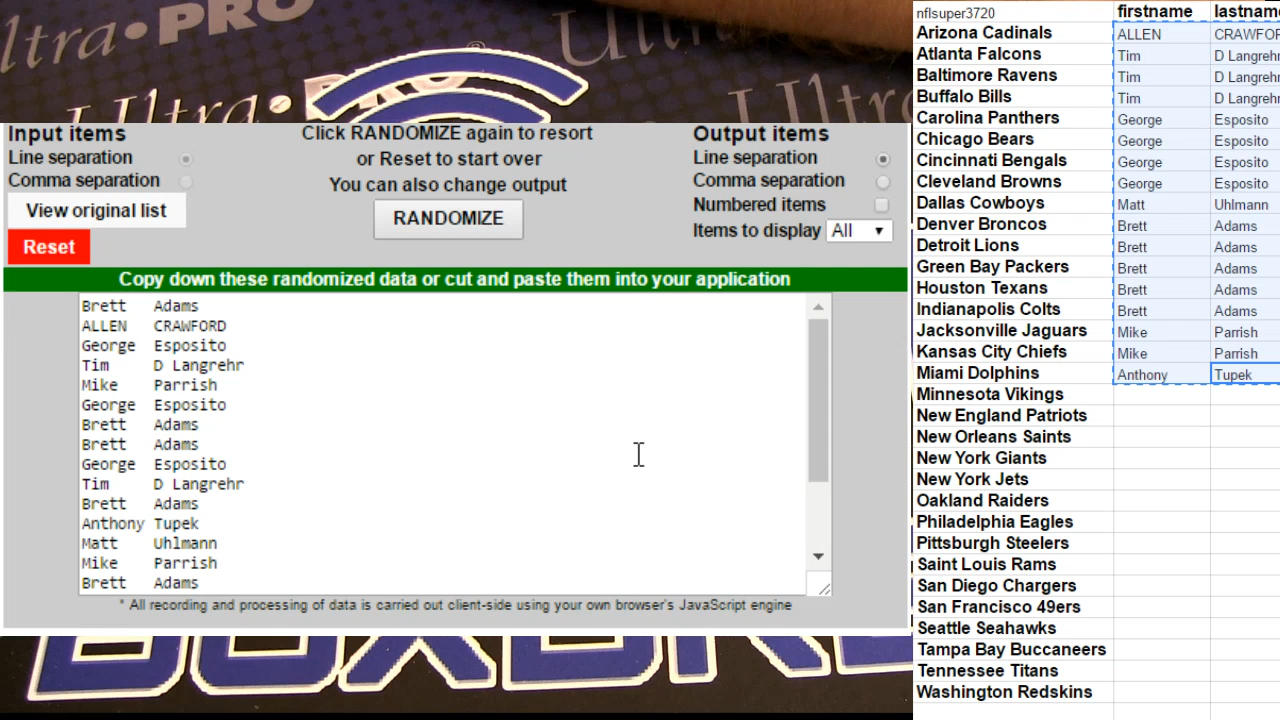 Ultra•PRO
Ultra•PRO
Ultra
Input items
Line separation
Comma separation
View original list
Reset
Click RANDOMIZE again to resort
or Reset to start over
You can also change output
RANDOMIZE
Output items
Line separation
Comma separation
Numbered items
Items to display All
Copy down these randomized data or cut and paste them into your application
Brett Adams
ALLEN CRAWFORD
George Esposito
Tim D Langrehr
Mike Parrish
George Esposito
Brett Adams
Brett Adams
George Esposito
Tim D Langrehr
Brett Adams
Anthony Tupek
Matt Uhlmann
Mike Parrish
Brett Adams
* All recording and processing of data is carried out client-side using your own browser's JavaScript engine
nflsuper3720 firstname lastname
Arizona Cadinals ALLEN CRAWFOR
Atlanta Falcons Tim D Langrehr
Baltimore Ravens Tim D Langrehr
Buffalo Bills Tim D Langrehr
Carolina Panthers George Esposito
Chicago Bears George Esposito
Cincinnati Bengals George Esposito
Cleveland Browns George Esposito
Dallas Cowboys Matt Uhlmann
Denver Broncos Brett Adams
Detroit Lions Brett Adams
Green Bay Packers Brett Adams
Houston Texans Brett Adams
Indianapolis Colts Brett Adams
Jacksonville Jaguars Mike Parrish
Kansas City Chiefs Mike Parrish
Miami Dolphins Anthony Tupek
Minnesota Vikings
New England Patriots
New Orleans Saints
New York Giants
New York Jets
Oakland Raiders
Philadelphia Eagles
Pittsburgh Steelers
Saint Louis Rams
San Diego Chargers
San Francisco 49ers
Seattle Seahawks
Tampa Bay Buccaneers
Tennessee Titans
Washington Redskins